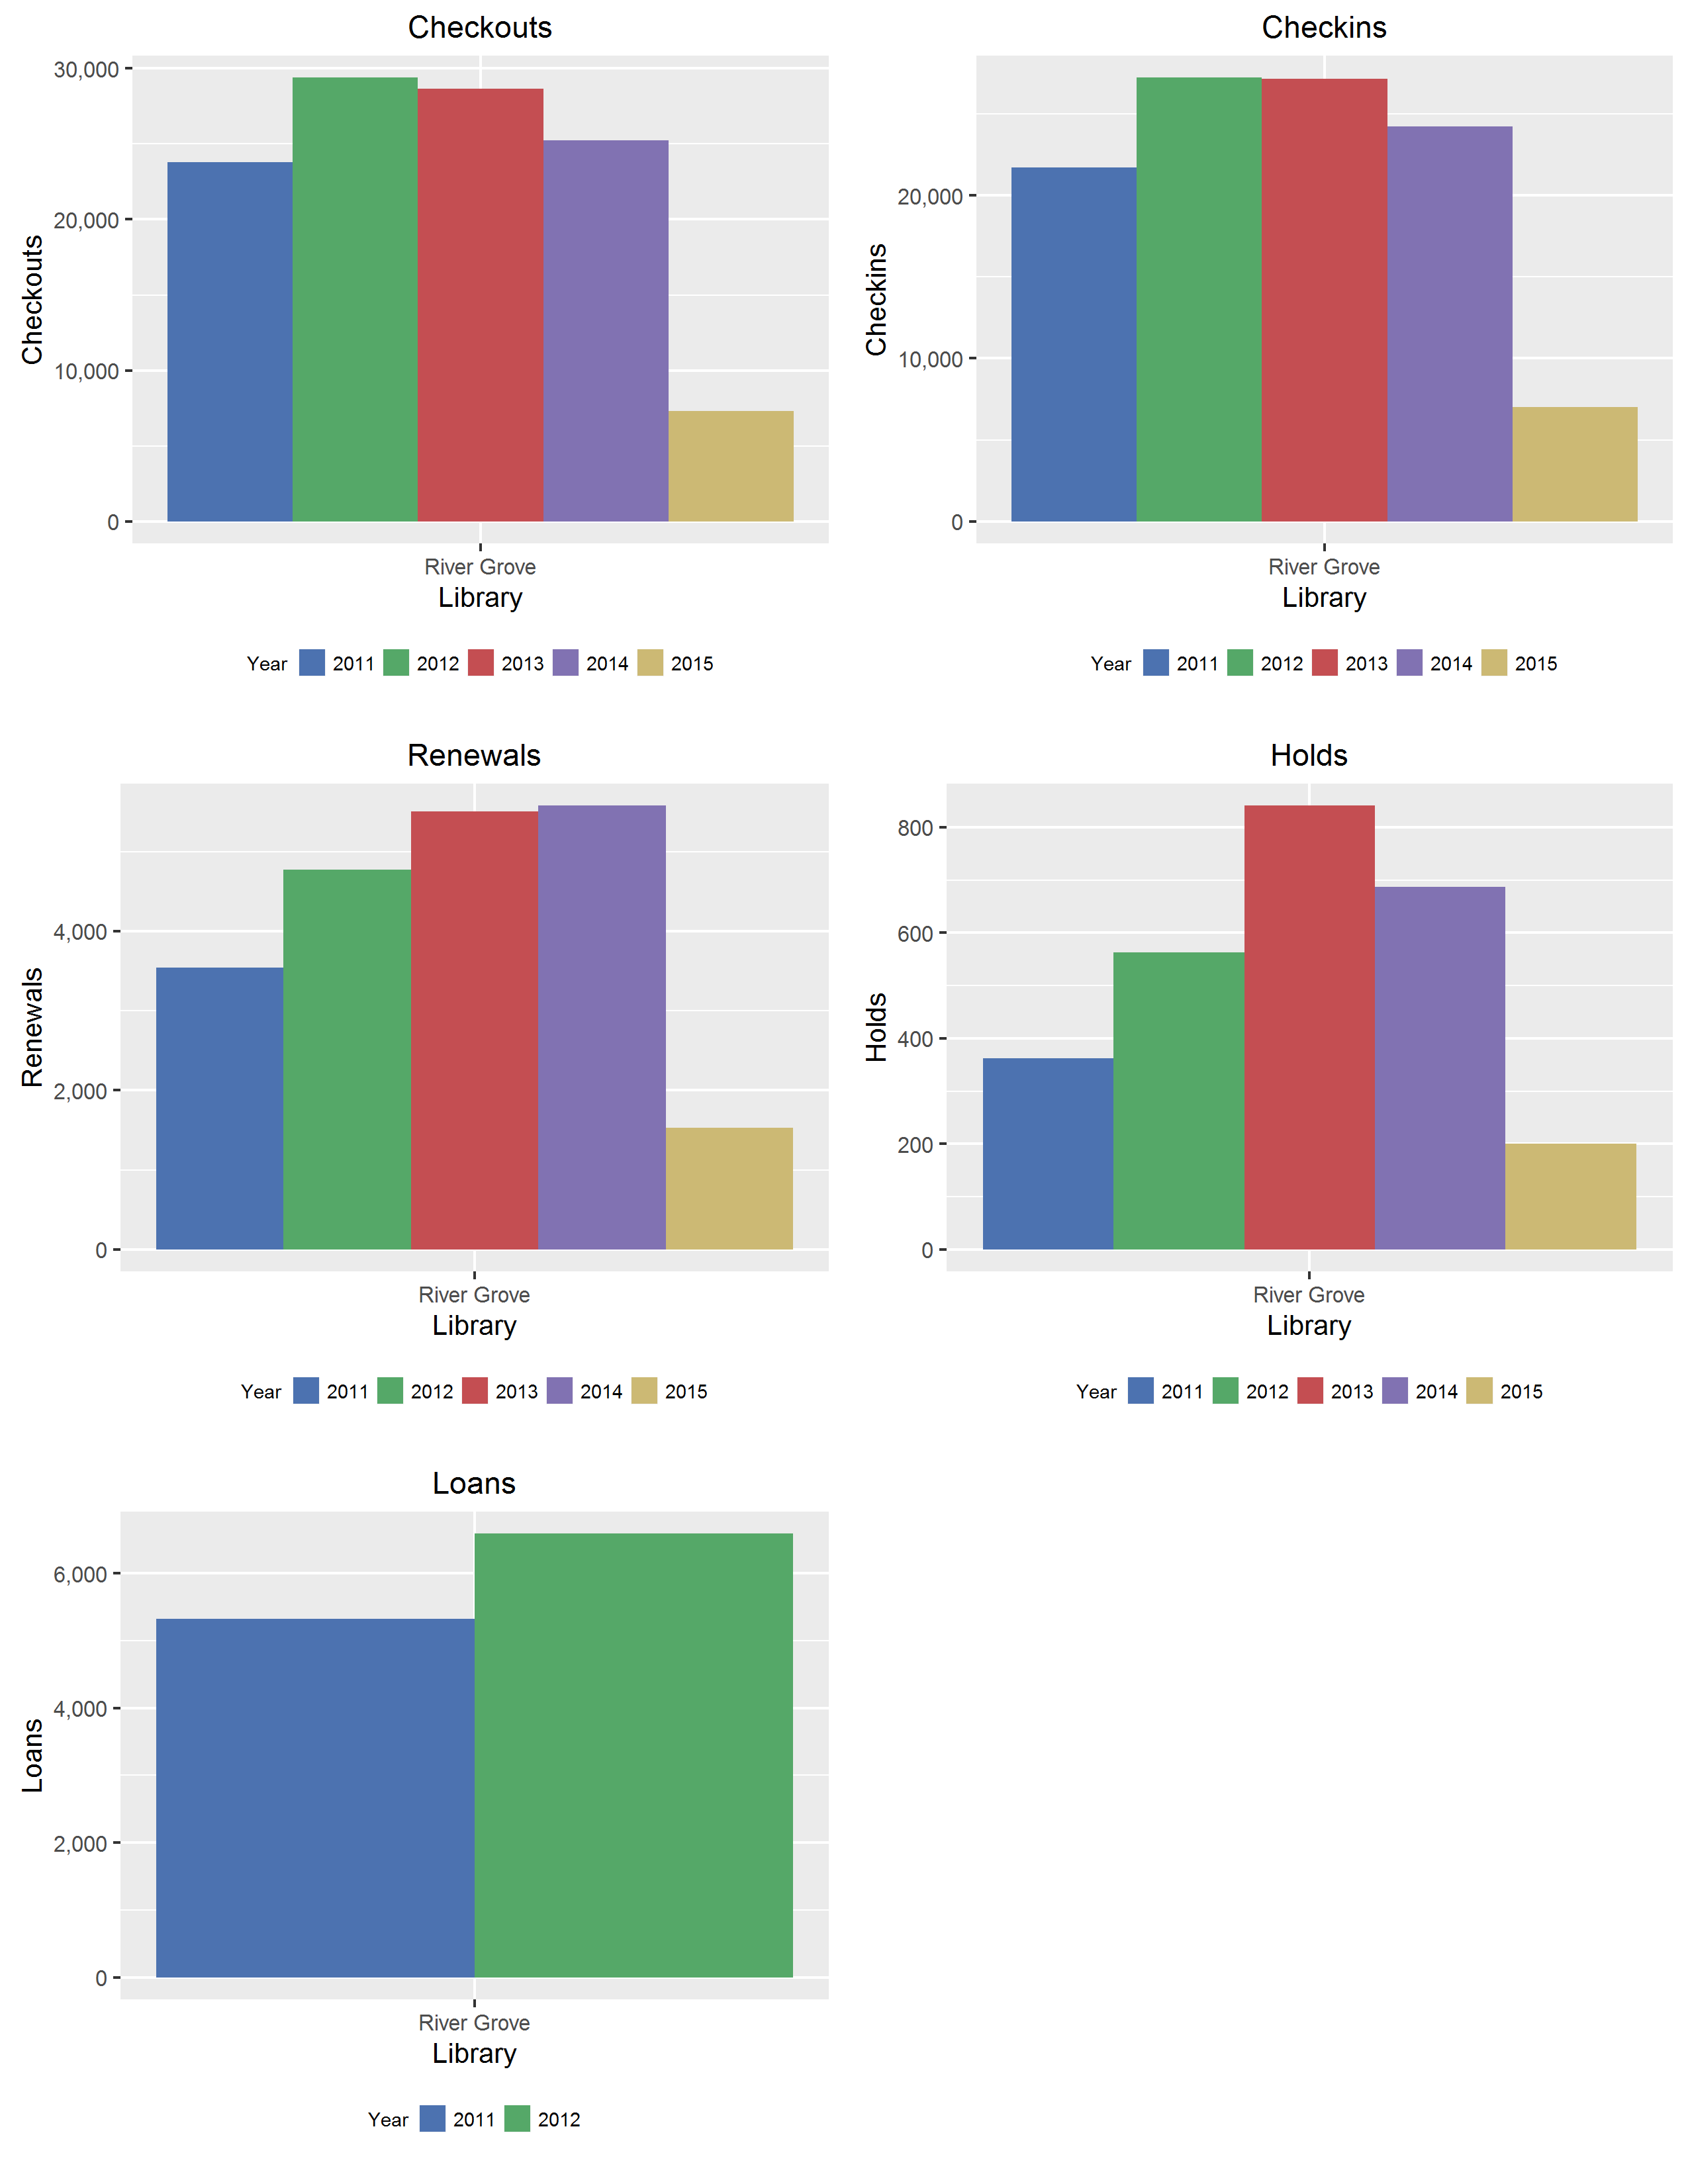 Checkouts
30,000
20,000
10,000
0
Checkouts
River Grove
Library
Year 2011 2012 2013 2014 2015
Checkins
20,000
10,000
0
Checkins
River Grove
Library
Year 2011 2012 2013 2014 2015
Renewals
4,000
2,000
0
Renewals
River Grove
Library
Year 2011 2012 2013 2014 2015
Holds
800
600
400
200
0
Holds
River Grove
Library
Year 2011 2012 2013 2014 2015
Loans
6,000
4,000
2,000
0
Loans
River Grove
Library
Year 2011 2012